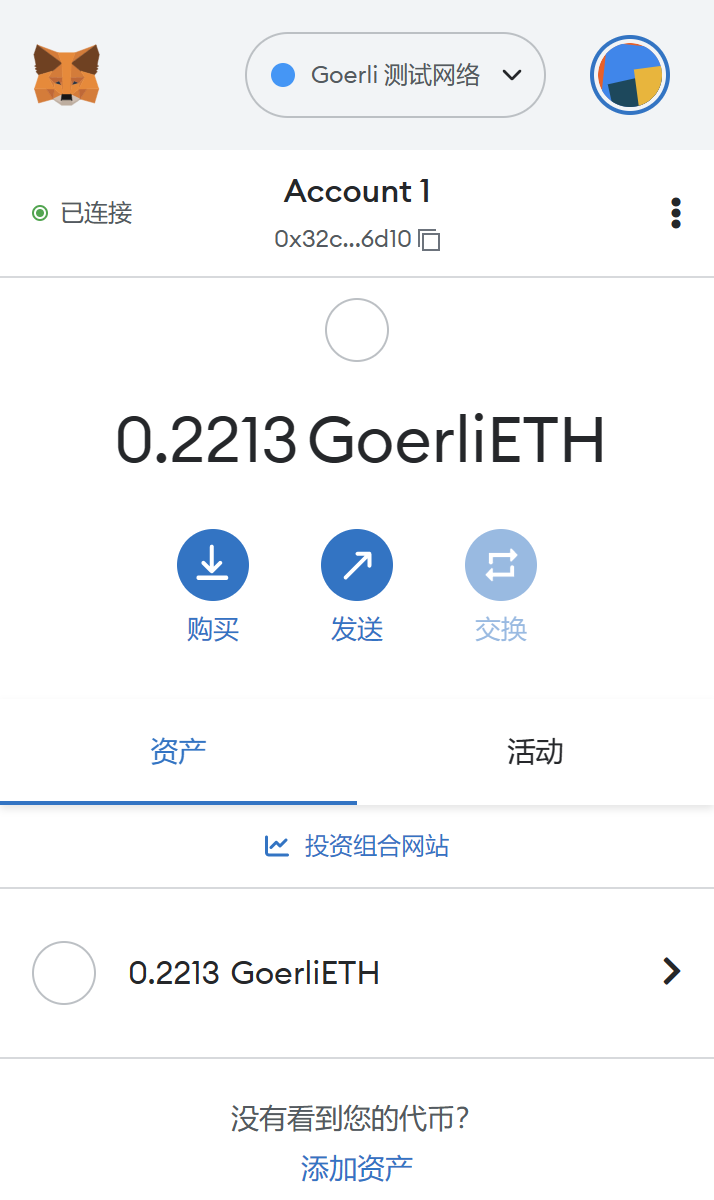 Goerli 测试网络
Account 1
已连接
0x32c...6d10
0.2213 GoerliETH
购买
发送
交换
资产
活动
投资组合网站
0.2213 GoerliETH
没有看到您的代币?
添加资产